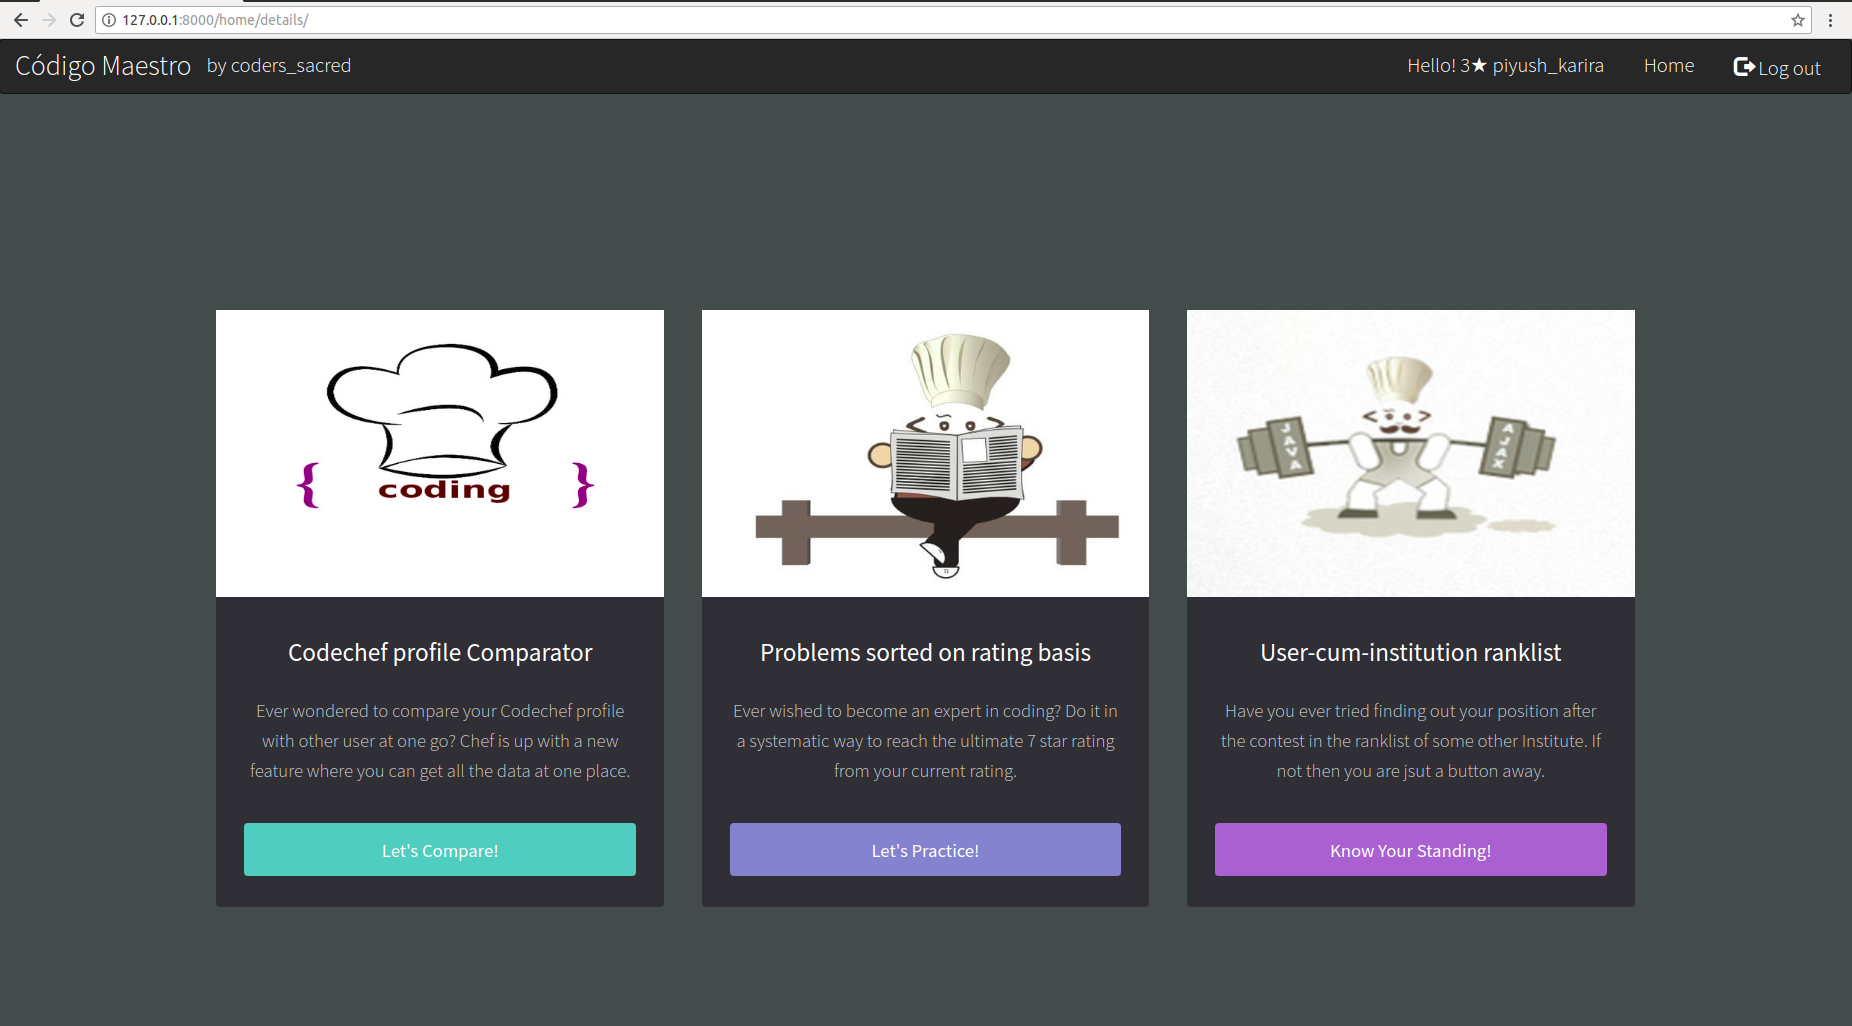 127.0.0.1:8000/home/details/
Código Maestro by coders_sacred Hello! 3★ piyush_karira Home Log out
{ coding }
JAVA AJAX
Codechef profile Comparator
Ever wondered to compare your Codechef profile
with other user at one go? Chef is up with a new
feature where you can get all the data at one place.
Let's Compare!
Problems sorted on rating basis
Ever wished to become an expert in coding? Do it in
a systematic way to reach the ultimate 7 star rating
from your current rating.
Let's Practice!
User-cum-institution ranklist
Have you ever tried finding out your position after
the contest in the ranklist of some other Institute. If
not then you are jsut a button away.
Know Your Standing!